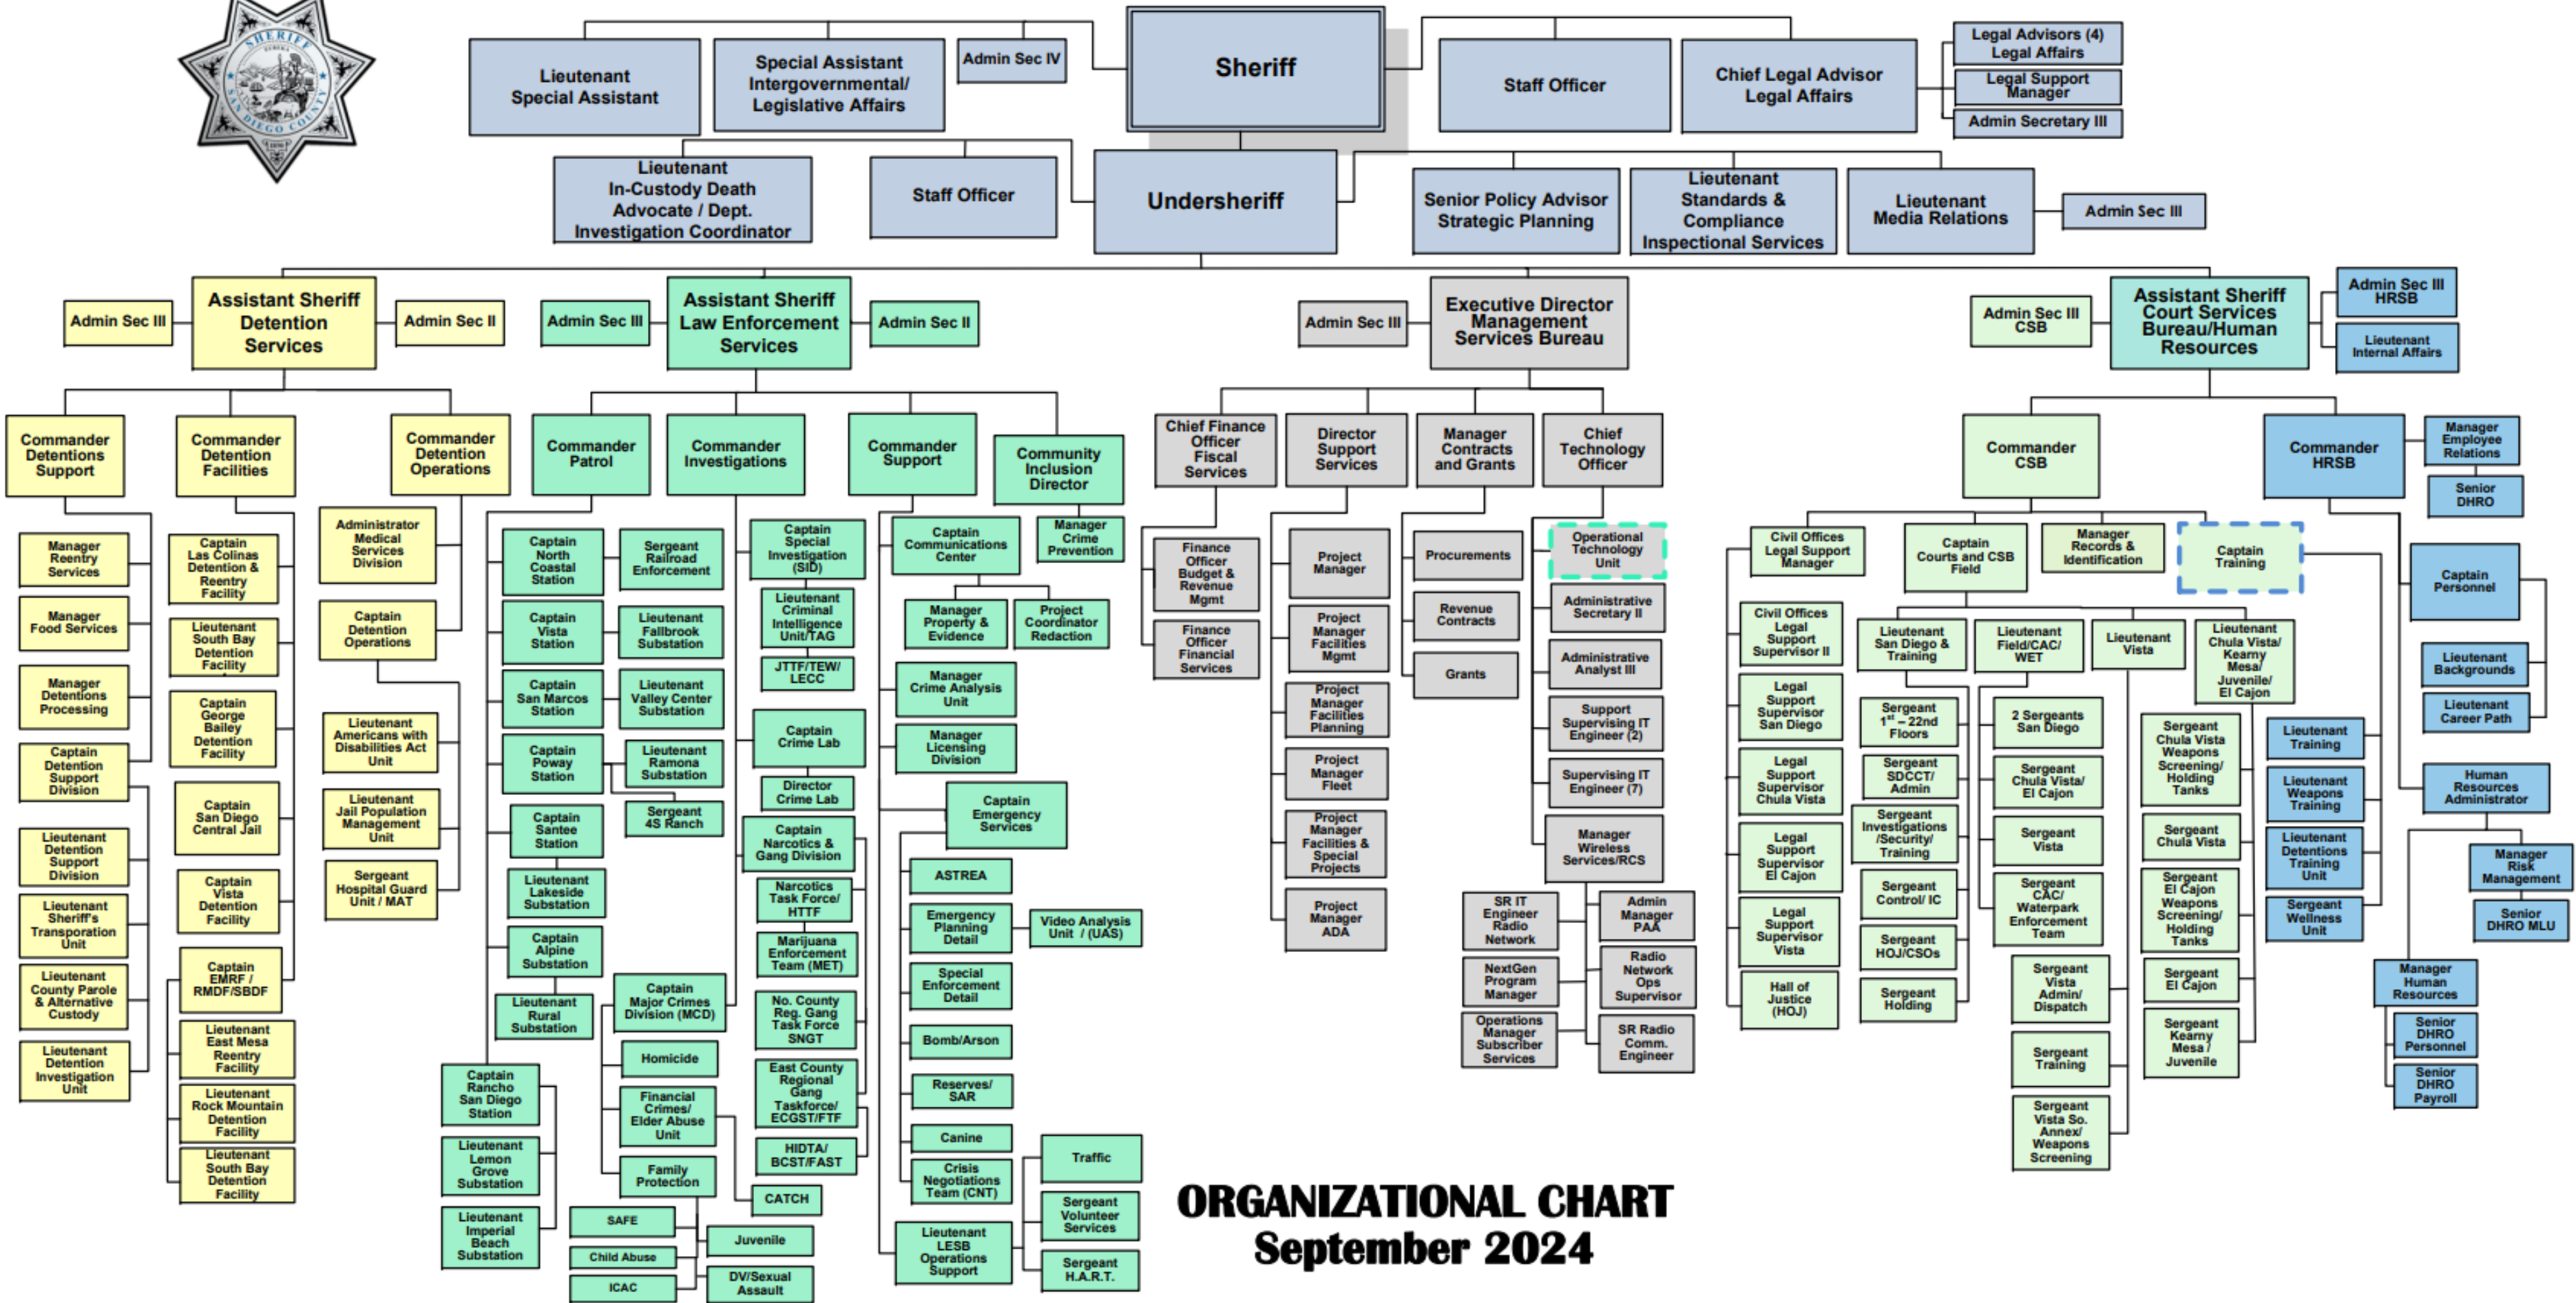 SHERIFF
EUREKA
SAN DIEGO COUNTY
Sheriff
Lieutenant
Special Assistant
Special Assistant
Intergovernmental/
Legislative Affairs
Admin Sec IV
Staff Officer
Chief Legal Advisor
Legal Affairs
Legal Advisors (4)
Legal Affairs
Legal Support
Manager
Admin Secretary III
Undersheriff
Lieutenant
In-Custody Death
Advocate / Dept.
Investigation Coordinator
Staff Officer
Senior Policy Advisor
Strategic Planning
Lieutenant
Standards &
Compliance
Inspectional Services
Lieutenant
Media Relations
Admin Sec III
Admin Sec III
Assistant Sheriff
Detention
Services
Admin Sec II
Admin Sec III
Assistant Sheriff
Law Enforcement
Services
Admin Sec II
Admin Sec III
Executive Director
Management
Services Bureau
Admin Sec III
CSB
Assistant Sheriff
Court Services
Bureau/Human
Resources
Admin Sec III
HRSB
Lieutenant
Internal Affairs
Commander
Detentions
Support
Manager
Reentry
Services
Manager
Food Services
Manager
Detentions
Processing
Captain
Detention
Support
Division
Lieutenant
Detention
Support
Division
Lieutenant
Sheriff's
Transporation
Unit
Lieutenant
County Parole
& Alternative
Custody
Lieutenant
Detention
Investigation
Unit
Commander
Detention
Facilities
Captain
Las Colinas
Detention &
Reentry
Facility
Lieutenant
South Bay
Detention
Facility
Captain
George
Bailey
Detention
Facility
Captain
San Diego
Central Jail
Captain
Vista
Detention
Facility
Captain
EMRF /
RMDF/SBDF
Lieutenant
East Mesa
Reentry
Facility
Lieutenant
Rock Mountain
Detention
Facility
Lieutenant
South Bay
Detention
Facility
Commander
Detention
Operations
Administrator
Medical
Services
Division
Captain
Detention
Operations
Lieutenant
Americans with
Disabilities Act
Unit
Lieutenant
Jail Population
Management
Unit
Sergeant
Hospital Guard
Unit / MAT
Commander
Patrol
Captain
North
Coastal
Station
Sergeant
Railroad
Enforcement
Captain
Vista
Station
Lieutenant
Fallbrook
Substation
Captain
San Marcos
Station
Lieutenant
Valley Center
Substation
Captain
Poway
Station
Lieutenant
Ramona
Substation
Sergeant
4S Ranch
Captain
Santee
Station
Lieutenant
Lakeside
Substation
Captain
Alpine
Substation
Lieutenant
Rural
Substation
Captain
Rancho
San Diego
Station
Lieutenant
Lemon
Grove
Substation
Lieutenant
Imperial
Beach
Substation
Commander
Investigations
Captain
Special
Investigation
(SID)
Lieutenant
Criminal
Intelligence
Unit/TAG
JTTF/TEW/
LECC
Captain
Crime Lab
Director
Crime Lab
Captain
Narcotics &
Gang Division
Narcotics
Task Force/
HTTF
Marijuana
Enforcement
Team (MET)
No. County
Reg. Gang
Task Force
SNGT
East County
Regional
Gang
Taskforce/
ECGST/FTF
HIDTA/
BCST/FAST
Captain
Major Crimes
Division (MCD)
Homicide
Financial
Crimes/
Elder Abuse
Unit
Family
Protection
CATCH
SAFE
Child Abuse
ICAC
Juvenile
DV/Sexual
Assault
Commander
Support
Captain
Communications
Center
Manager
Property &
Evidence
Project
Coordinator
Redaction
Manager
Crime Analysis
Unit
Manager
Licensing
Division
Captain
Emergency
Services
ASTREA
Emergency
Planning
Detail
Video Analysis
Unit / (UAS)
Special
Enforcement
Detail
Bomb/Arson
Reserves/
SAR
Canine
Crisis
Negotiations
Team (CNT)
Lieutenant
LESB
Operations
Support
Traffic
Sergeant
Volunteer
Services
Sergeant
H.A.R.T.
Community
Inclusion
Director
Manager
Crime
Prevention
Chief Finance
Officer
Fiscal
Services
Finance
Officer
Budget &
Revenue
Mgmt
Finance
Officer
Financial
Services
Director
Support
Services
Project
Manager
Project
Manager
Facilities
Mgmt
Project
Manager
Facilities
Planning
Project
Manager
Fleet
Project
Manager
Facilities &
Special
Projects
Project
Manager
ADA
Manager
Contracts
and Grants
Procurements
Revenue
Contracts
Grants
Chief
Technology
Officer
Operational
Technology
Unit
Administrative
Secretary II
Administrative
Analyst III
Support
Supervising IT
Engineer (2)
Supervising IT
Engineer (7)
Manager
Wireless
Services/RCS
SR IT
Engineer
Radio
Network
Admin
Manager
PAA
NextGen
Program
Manager
Radio
Network
Ops
Supervisor
Operations
Manager
Subscriber
Services
SR Radio
Comm.
Engineer
Commander
CSB
Civil Offices
Legal Support
Manager
Civil Offices
Legal
Support
Supervisor II
Legal
Support
Supervisor
San Diego
Legal
Support
Supervisor
Chula Vista
Legal
Support
Supervisor
El Cajon
Legal
Support
Supervisor
Vista
Hall of
Justice
(HOJ)
Captain
Courts and CSB
Field
Manager
Records &
Identification
Captain
Training
Lieutenant
San Diego &
Training
Sergeant
1st – 22nd
Floors
Sergeant
SDCCT/
Admin
Sergeant
Investigations
/Security/
Training
Sergeant
Control/ IC
Sergeant
HOJ/CSOs
Sergeant
Holding
Lieutenant
Field/CAC/
WET
2 Sergeants
San Diego
Sergeant
Chula Vista/
El Cajon
Sergeant
Vista
Sergeant
CAC/
Waterpark
Enforcement
Team
Lieutenant
Vista
Sergeant
Vista
Admin/
Dispatch
Sergeant
Training
Sergeant
Vista So.
Annex/
Weapons
Screening
Lieutenant
Chula Vista/
Kearny
Mesa/
Juvenile/
El Cajon
Sergeant
Chula Vista
Weapons
Screening/
Holding
Tanks
Sergeant
Chula Vista
Sergeant
El Cajon
Weapons
Screening/
Holding
Tanks
Sergeant
El Cajon
Sergeant
Kearny
Mesa /
Juvenile
Commander
HRSB
Manager
Employee
Relations
Senior
DHRO
Captain
Personnel
Lieutenant
Backgrounds
Lieutenant
Career Path
Lieutenant
Training
Lieutenant
Weapons
Training
Lieutenant
Detentions
Training
Unit
Sergeant
Wellness
Unit
Human
Resources
Administrator
Manager
Risk
Management
Senior
DHRO MLU
Manager
Human
Resources
Senior
DHRO
Personnel
Senior
DHRO
Payroll
ORGANIZATIONAL CHART
September 2024